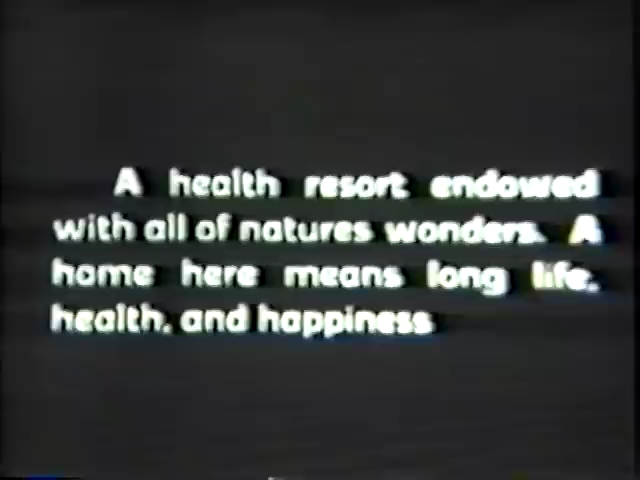 A health resort endowed
with all of natures wonders. A
home here means long life,
health, and happiness